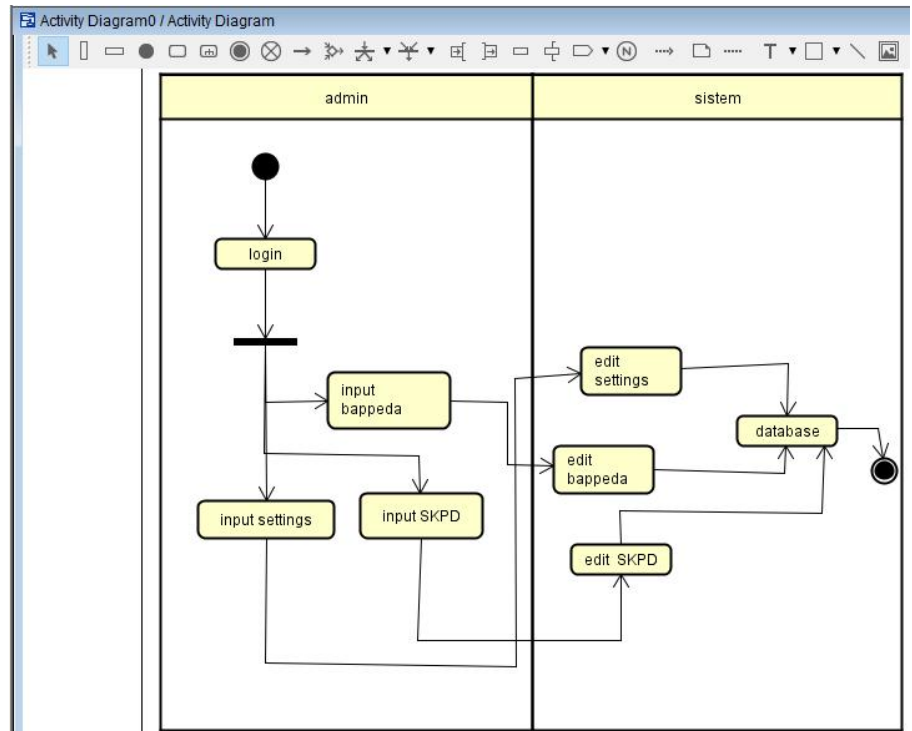 Activity Diagram0 / Activity Diagram
N
T
admin
sistem
login
edit
settings
input
bappeda
database
edit
bappeda
input settings
input SKPD
edit SKPD